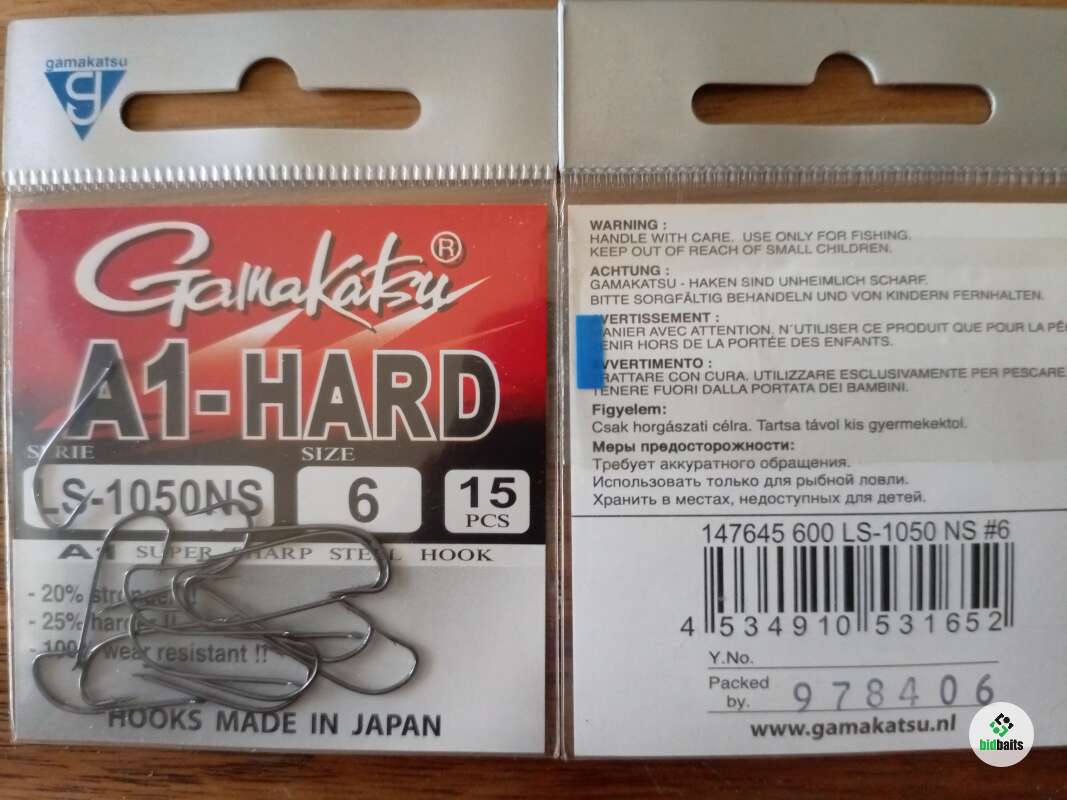 gamakatsu
g
Gamakatsu®
A1-HARD
SERIE
SIZE
LS-1050NS
6
15
PCS
A1 SUPER SHARP STEEL HOOK
- 20% stronger !!
- 25% harder !!
- 100% wear resistant !!
HOOKS MADE IN JAPAN
WARNING :
HANDLE WITH CARE. USE ONLY FOR FISHING.
KEEP OUT OF REACH OF SMALL CHILDREN.
ACHTUNG :
GAMAKATSU - HAKEN SIND UNHEIMLICH SCHARF.
BITTE SORGFÄLTIG BEHANDELN UND VON KINDERN FERNHALTEN.
VERTISSEMENT :
ANIER AVEC ATTENTION, N'UTILISER CE PRODUIT QUE POUR LA PÊ
ENIR HORS DE LA PORTÉE DES ENFANTS.
VVERTIMENTO :
RATTARE CON CURA. UTILIZZARE ESCLUSIVAMENTE PER PESCARE.
TENERE FUORI DALLA PORTATA DEI BAMBINI.
Figyelem:
Csak horgászati célra. Tartsa távol kis gyermekektol.
Меры предосторожности:
Требует аккуратного обращения.
Использовать только для рыбной ловли.
Хранить в местах, недоступных для детей.
147645 600 LS-1050 NS #6
4 534910 531652
Y.No.
Packed
by. 978406
www.gamakatsu.nl
bidbaits